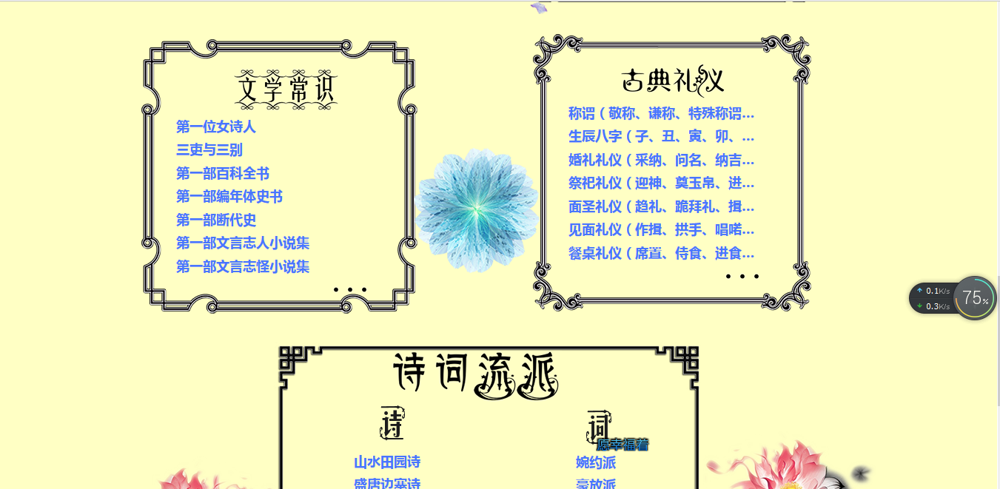 文学常识
第一位女诗人
三吏与三别
第一部百科全书
第一部编年体史书
第一部断代史
第一部文言志人小说集
第一部文言志怪小说集
• • •
古典礼仪
称谓（敬称、谦称、特殊称谓...
生辰八字（子、丑、寅、卯、...
婚礼礼仪（采纳、问名、纳吉...
祭祀礼仪（迎神、奠玉帛、进...
面圣礼仪（趋礼、跪拜礼、揖...
见面礼仪（作揖、拱手、唱喏...
餐桌礼仪（席置、侍食、进食...
• • •
0.1K/s
0.3K/s
75%
诗词流派
诗
山水田园诗
盛唐边塞诗
词
愿幸福着
婉约派
豪放派